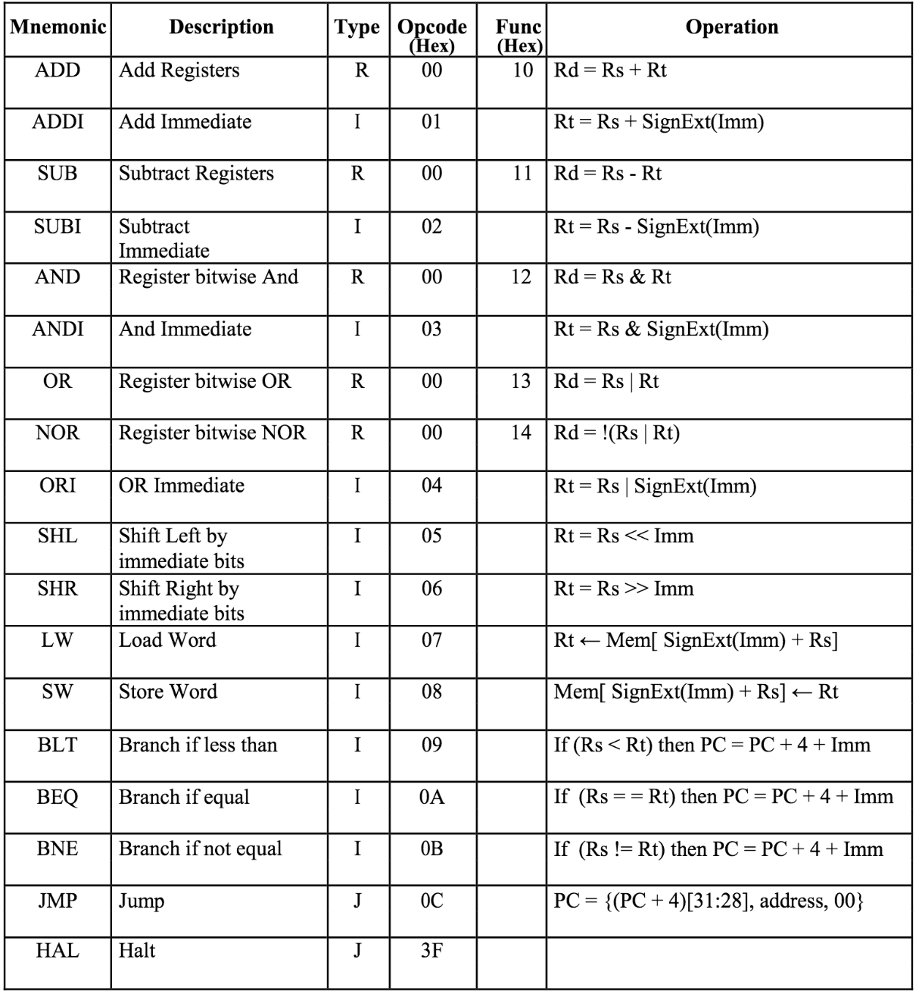 Mnemonic Description Type Opcode (Hex) Func (Hex) Operation
ADD Add Registers R 00 10 Rd = Rs + Rt
ADDI Add Immediate I 01 Rt = Rs + SignExt(Imm)
SUB Subtract Registers R 00 11 Rd = Rs - Rt
SUBI Subtract Immediate I 02 Rt = Rs - SignExt(Imm)
AND Register bitwise And R 00 12 Rd = Rs & Rt
ANDI And Immediate I 03 Rt = Rs & SignExt(Imm)
OR Register bitwise OR R 00 13 Rd = Rs | Rt
NOR Register bitwise NOR R 00 14 Rd = !(Rs | Rt)
ORI OR Immediate I 04 Rt = Rs | SignExt(Imm)
SHL Shift Left by immediate bits I 05 Rt = Rs << Imm
SHR Shift Right by immediate bits I 06 Rt = Rs >> Imm
LW Load Word I 07 Rt ← Mem[ SignExt(Imm) + Rs]
SW Store Word I 08 Mem[ SignExt(Imm) + Rs] ← Rt
BLT Branch if less than I 09 If (Rs < Rt) then PC = PC + 4 + Imm
BEQ Branch if equal I 0A If (Rs = = Rt) then PC = PC + 4 + Imm
BNE Branch if not equal I 0B If (Rs != Rt) then PC = PC + 4 + Imm
JMP Jump J 0C PC = {(PC + 4)[31:28], address, 00}
HAL Halt J 3F